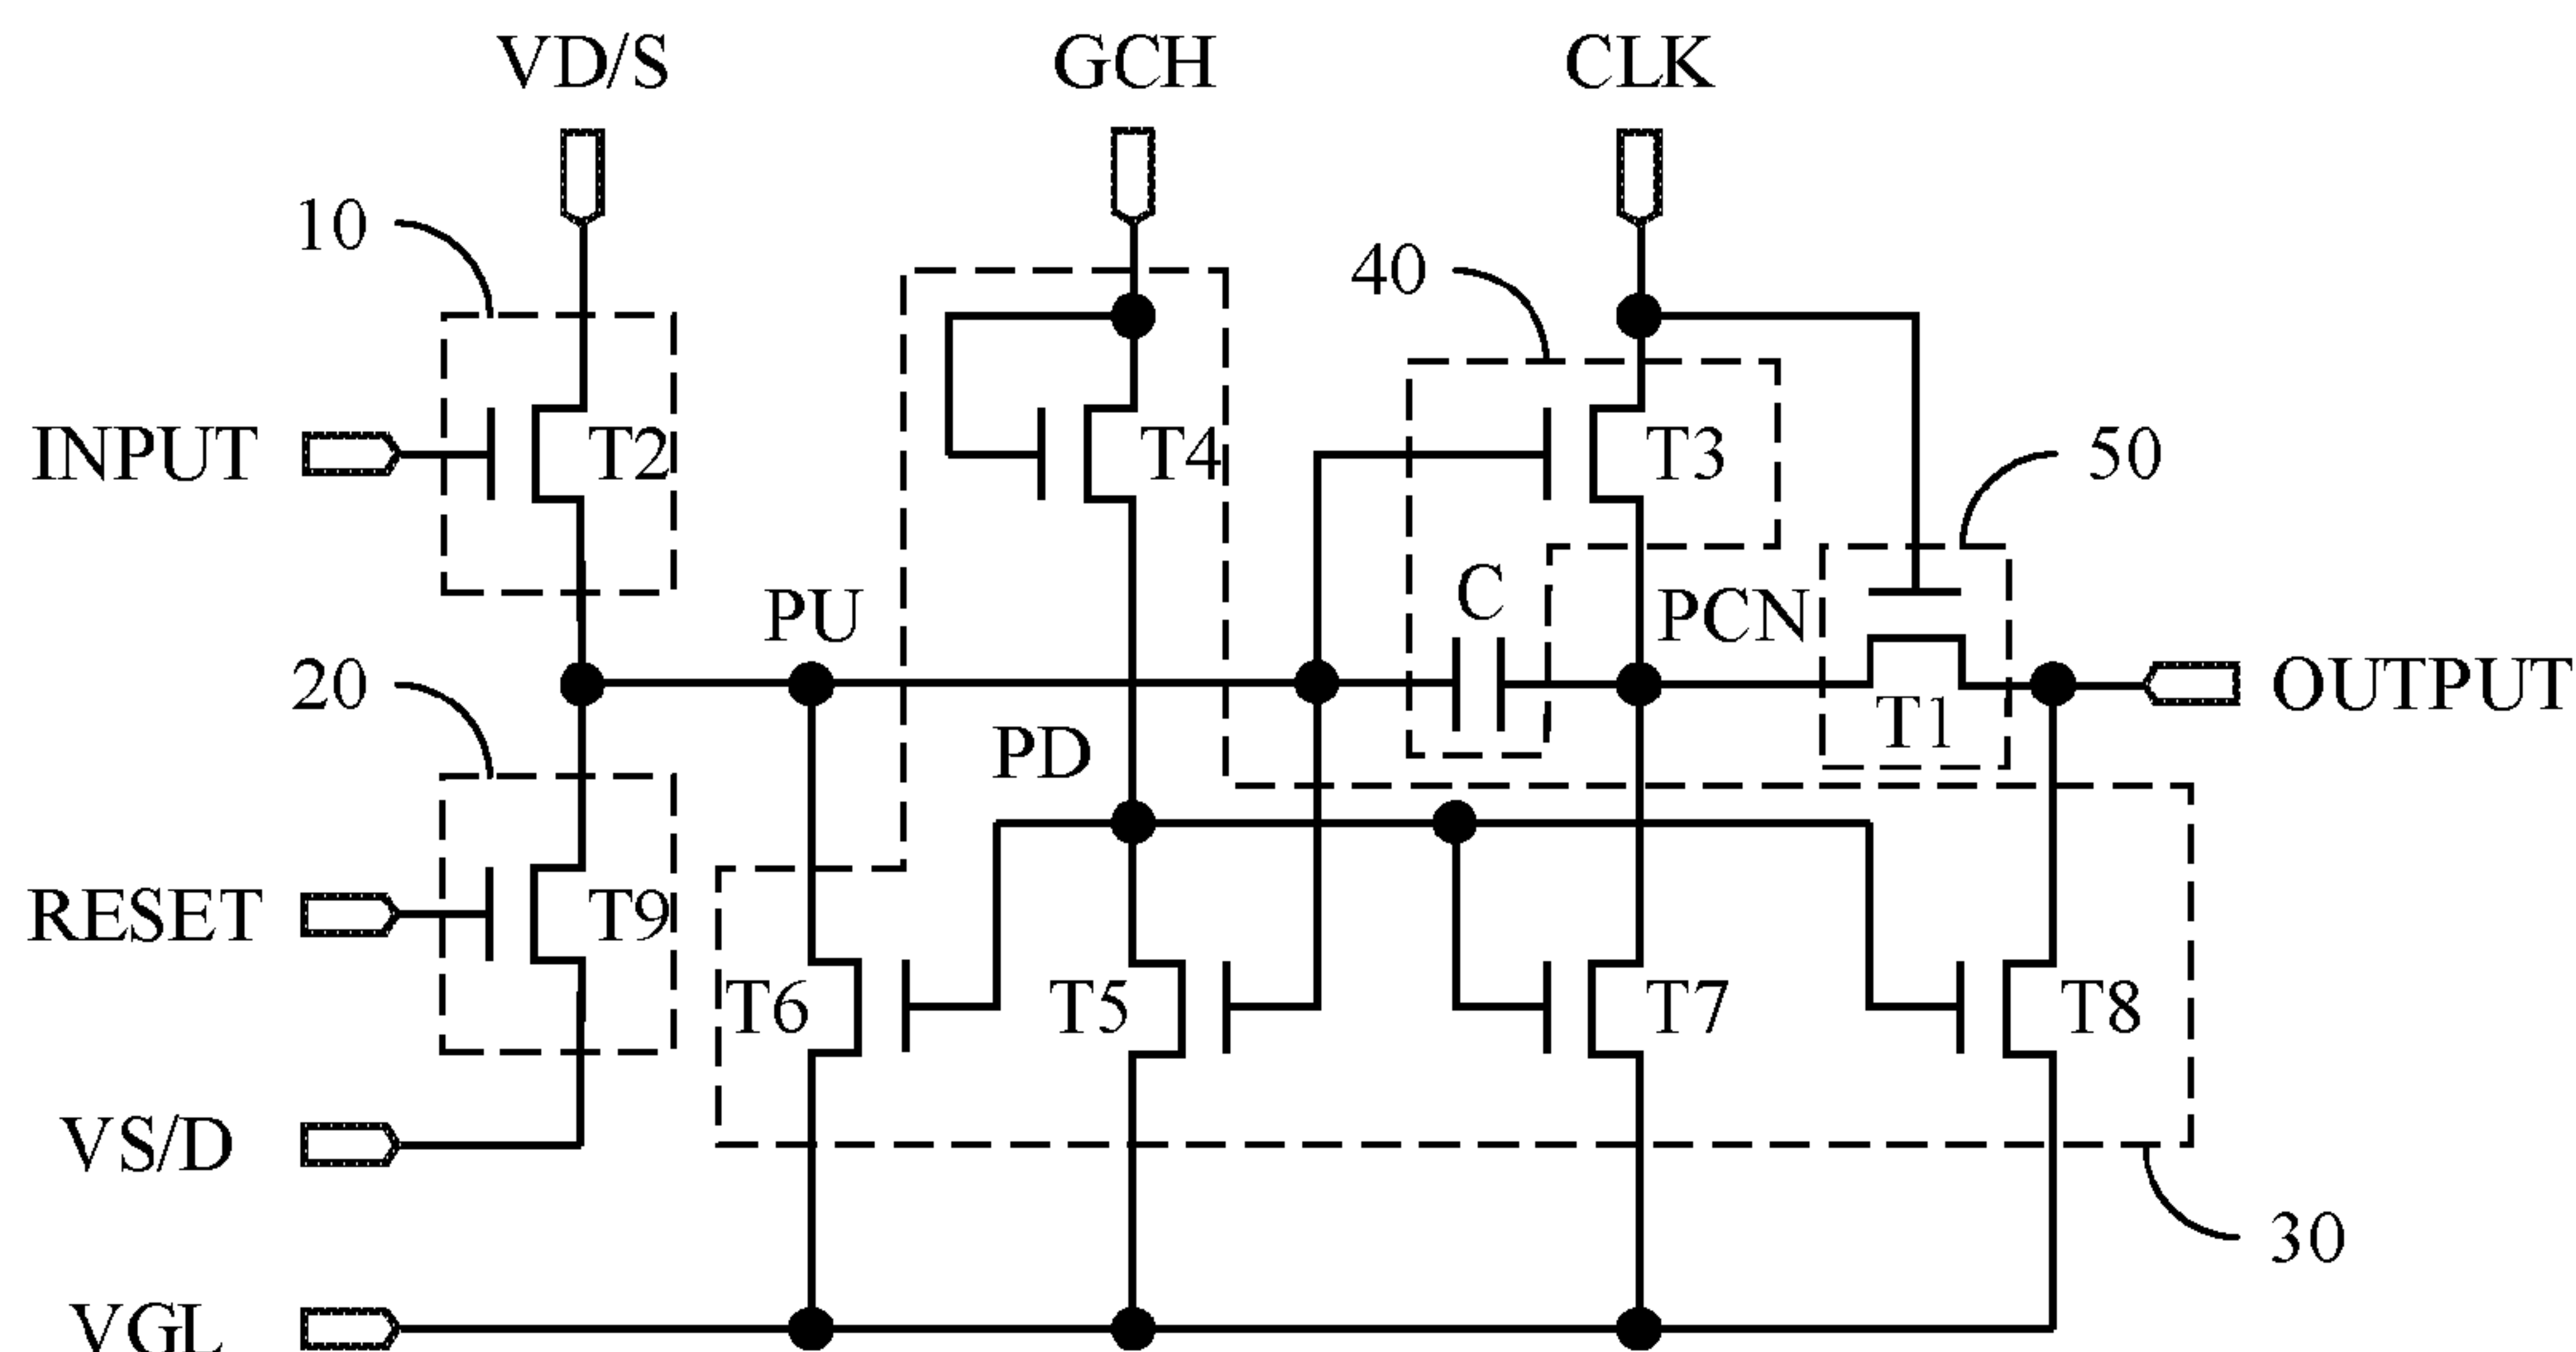 VD/S
GCH
CLK
10
40
INPUT
T2
T4
T3
50
C
PU
PCN
20
OUTPUT
T1
PD
RESET
T9
T6
T5
T7
T8
VS/D
30
VGL